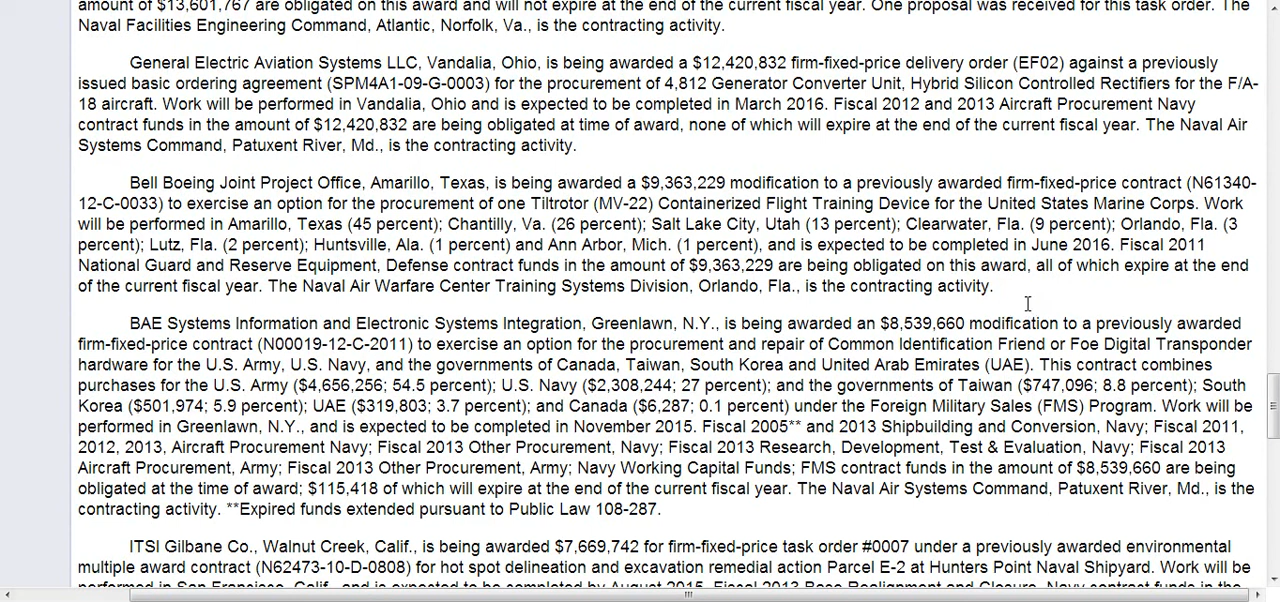 amount of $13,601,767 are obligated on this award and will not expire at the end of the current fiscal year. One proposal was received for this task order. The
Naval Facilities Engineering Command, Atlantic, Norfolk, Va., is the contracting activity.
General Electric Aviation Systems LLC, Vandalia, Ohio, is being awarded a $12,420,832 firm-fixed-price delivery order (EF02) against a previously
issued basic ordering agreement (SPM4A1-09-G-0003) for the procurement of 4,812 Generator Converter Unit, Hybrid Silicon Controlled Rectifiers for the F/A-
18 aircraft. Work will be performed in Vandalia, Ohio and is expected to be completed in March 2016. Fiscal 2012 and 2013 Aircraft Procurement Navy
contract funds in the amount of $12,420,832 are being obligated at time of award, none of which will expire at the end of the current fiscal year. The Naval Air
Systems Command, Patuxent River, Md., is the contracting activity.
Bell Boeing Joint Project Office, Amarillo, Texas, is being awarded a $9,363,229 modification to a previously awarded firm-fixed-price contract (N61340-
12-C-0033) to exercise an option for the procurement of one Tiltrotor (MV-22) Containerized Flight Training Device for the United States Marine Corps. Work
will be performed in Amarillo, Texas (45 percent); Chantilly, Va. (26 percent); Salt Lake City, Utah (13 percent); Clearwater, Fla. (9 percent); Orlando, Fla. (3
percent); Lutz, Fla. (2 percent); Huntsville, Ala. (1 percent) and Ann Arbor, Mich. (1 percent), and is expected to be completed in June 2016. Fiscal 2011
National Guard and Reserve Equipment, Defense contract funds in the amount of $9,363,229 are being obligated on this award, all of which expire at the end
of the current fiscal year. The Naval Air Warfare Center Training Systems Division, Orlando, Fla., is the contracting activity.
BAE Systems Information and Electronic Systems Integration, Greenlawn, N.Y., is being awarded an $8,539,660 modification to a previously awarded
firm-fixed-price contract (N00019-12-C-2011) to exercise an option for the procurement and repair of Common Identification Friend or Foe Digital Transponder
hardware for the U.S. Army, U.S. Navy, and the governments of Canada, Taiwan, South Korea and United Arab Emirates (UAE). This contract combines
purchases for the U.S. Army ($4,656,256; 54.5 percent); U.S. Navy ($2,308,244; 27 percent); and the governments of Taiwan ($747,096; 8.8 percent); South
Korea ($501,974; 5.9 percent); UAE ($319,803; 3.7 percent); and Canada ($6,287; 0.1 percent) under the Foreign Military Sales (FMS) Program. Work will be
performed in Greenlawn, N.Y., and is expected to be completed in November 2015. Fiscal 2005** and 2013 Shipbuilding and Conversion, Navy; Fiscal 2011,
2012, 2013, Aircraft Procurement Navy; Fiscal 2013 Other Procurement, Navy; Fiscal 2013 Research, Development, Test & Evaluation, Navy; Fiscal 2013
Aircraft Procurement, Army; Fiscal 2013 Other Procurement, Army; Navy Working Capital Funds; FMS contract funds in the amount of $8,539,660 are being
obligated at the time of award; $115,418 of which will expire at the end of the current fiscal year. The Naval Air Systems Command, Patuxent River, Md., is the
contracting activity. **Expired funds extended pursuant to Public Law 108-287.
ITSI Gilbane Co., Walnut Creek, Calif., is being awarded $7,669,742 for firm-fixed-price task order #0007 under a previously awarded environmental
multiple award contract (N62473-10-D-0808) for hot spot delineation and excavation remedial action Parcel E-2 at Hunters Point Naval Shipyard. Work will be
performed in San Francisco, Calif., and is expected to be completed by August 2015. Fiscal 2013 Base Realignment and Closure, Navy contract funds in the